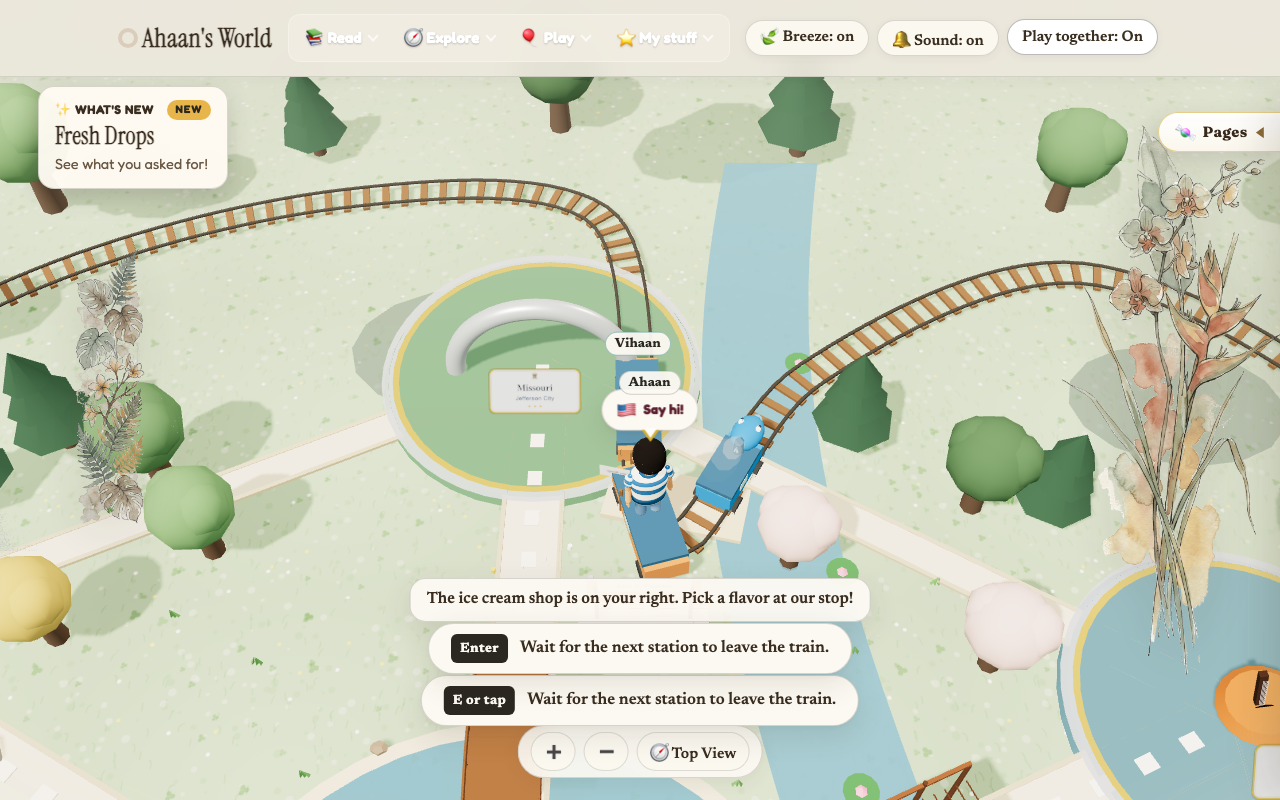 Ahaan's World
Read
Explore
Play
My stuff
Breeze: on
Sound: on
Play together: On
WHAT'S NEW
NEW
Fresh Drops
See what you asked for!
Pages
Vihaan
Ahaan
Say hi!
Missouri
Jefferson City
The ice cream shop is on your right. Pick a flavor at our stop!
Enter Wait for the next station to leave the train.
E or tap Wait for the next station to leave the train.
+ − Top View